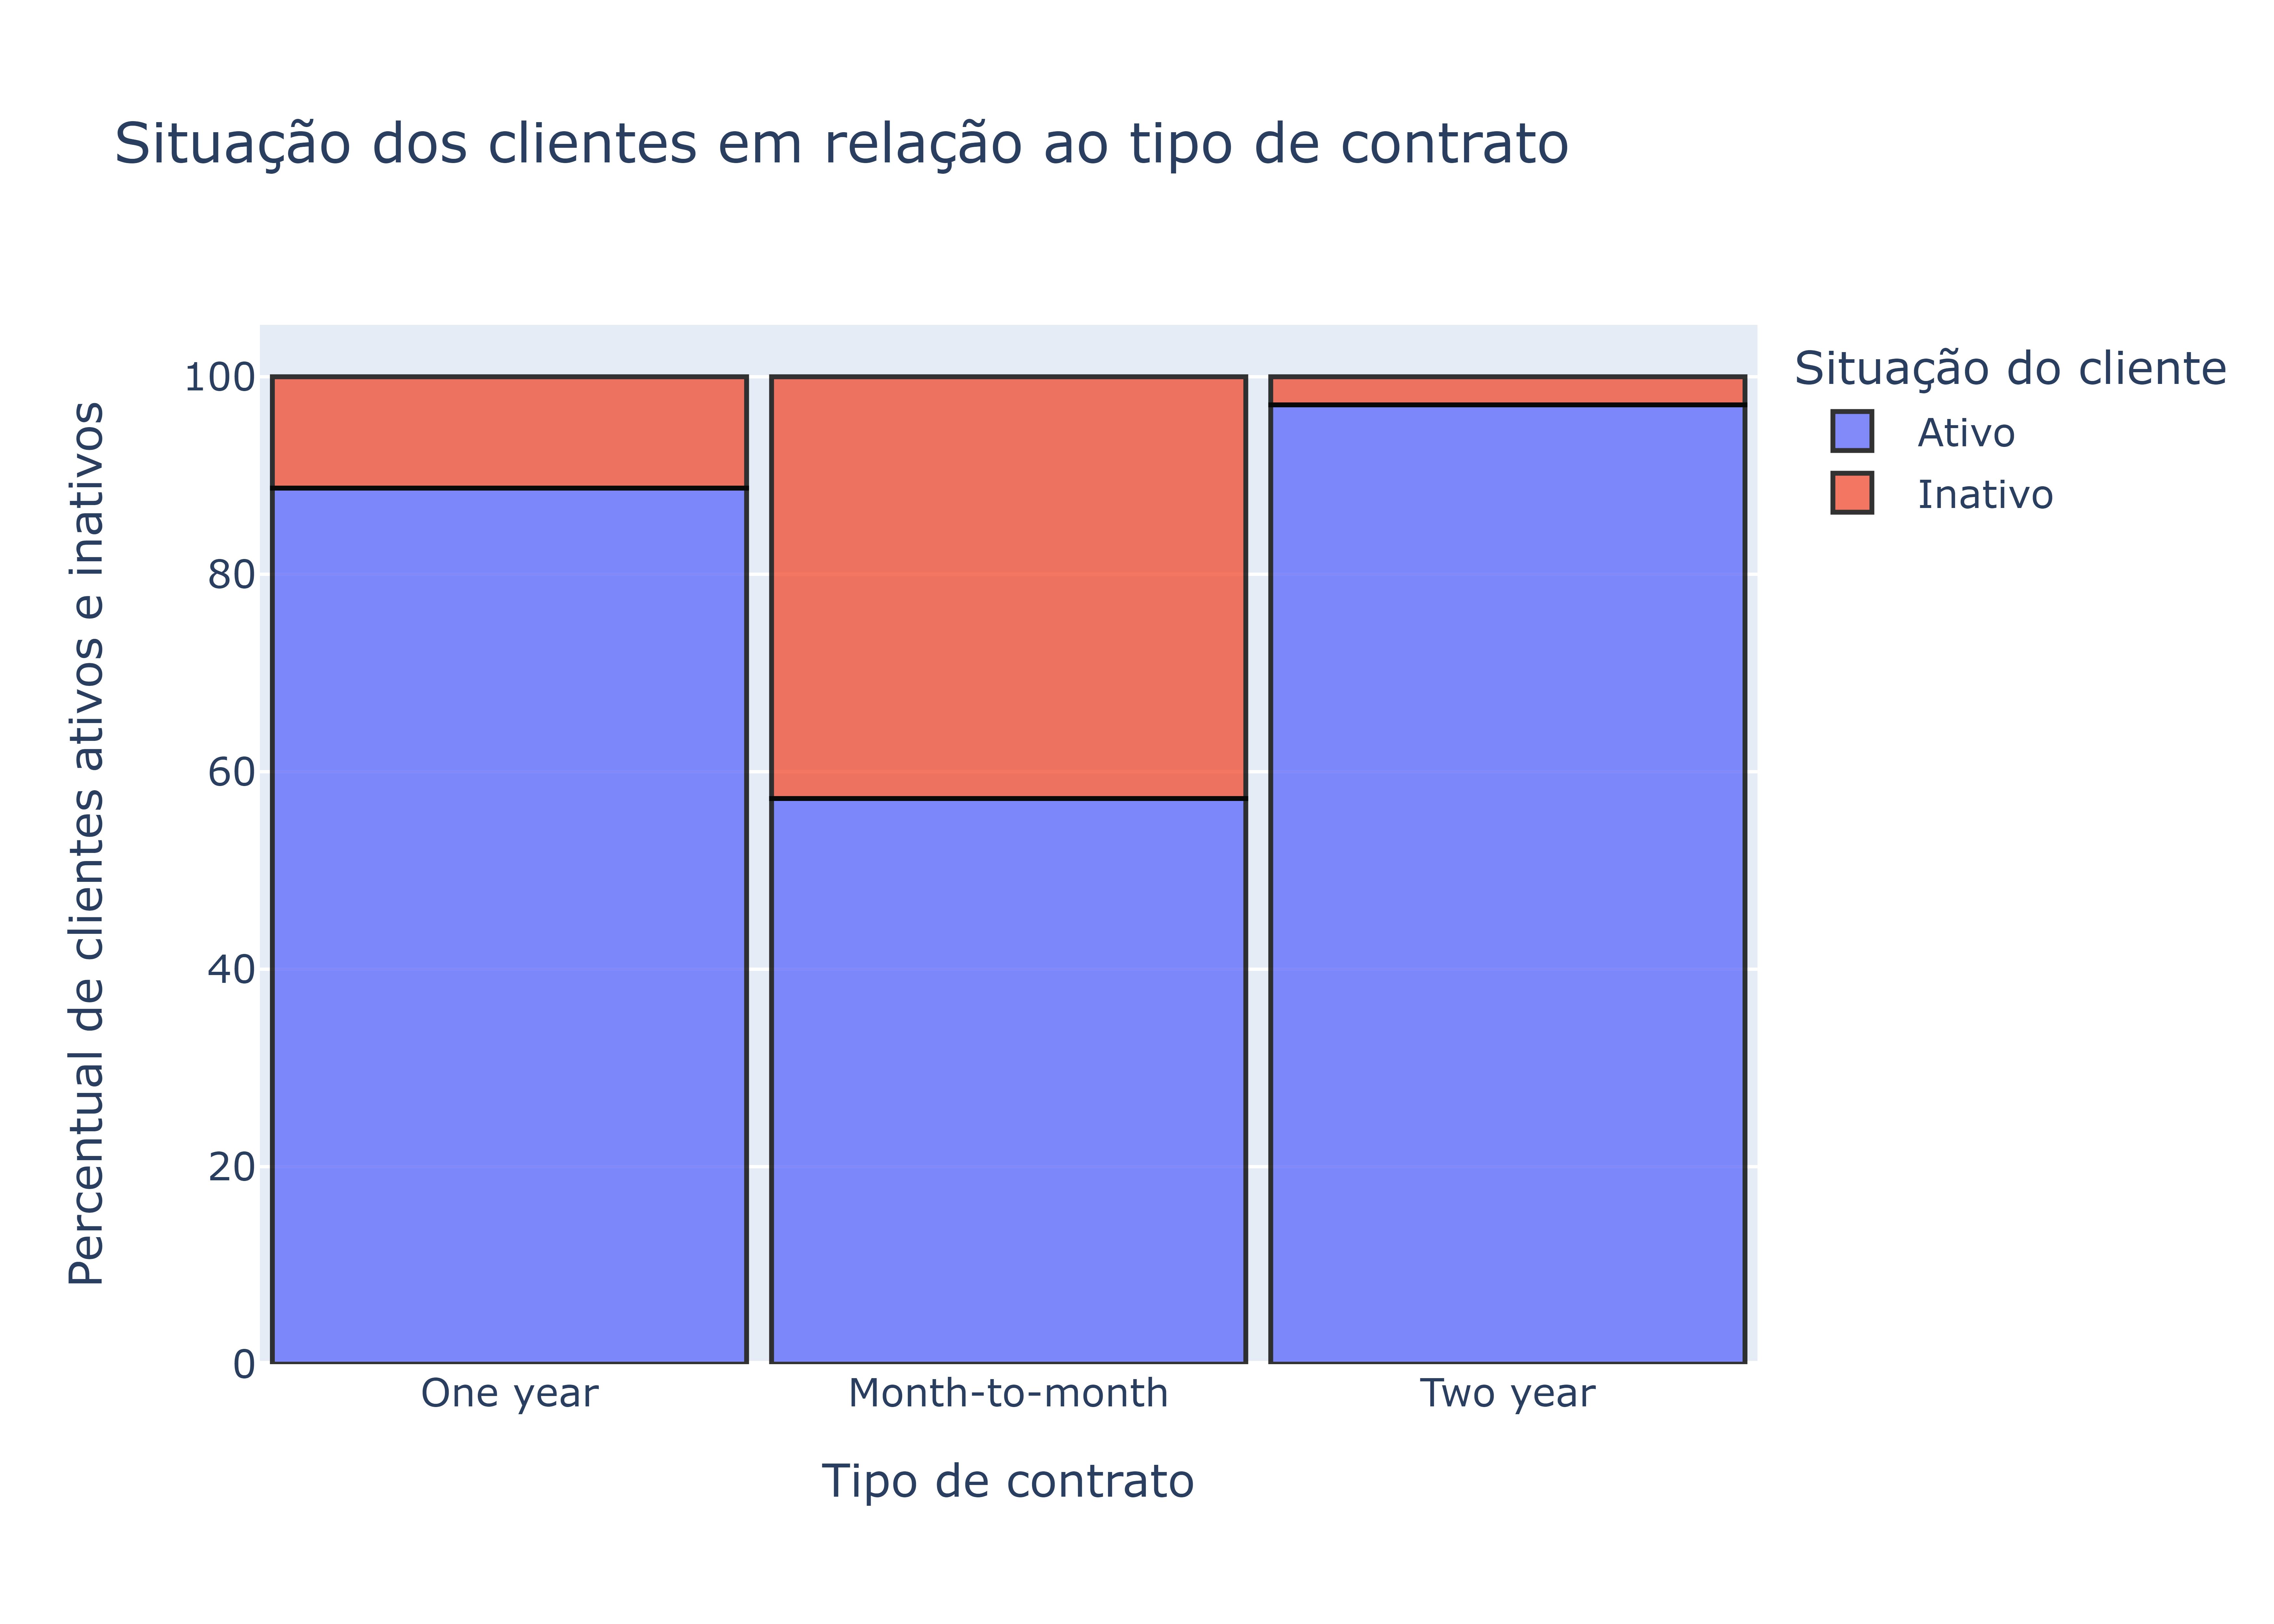 Situação dos clientes em relação ao tipo de contrato
Percentual de clientes ativos e inativos
100
80
60
40
20
0
One year
Month-to-month
Two year
Tipo de contrato
Situação do cliente
Ativo
Inativo